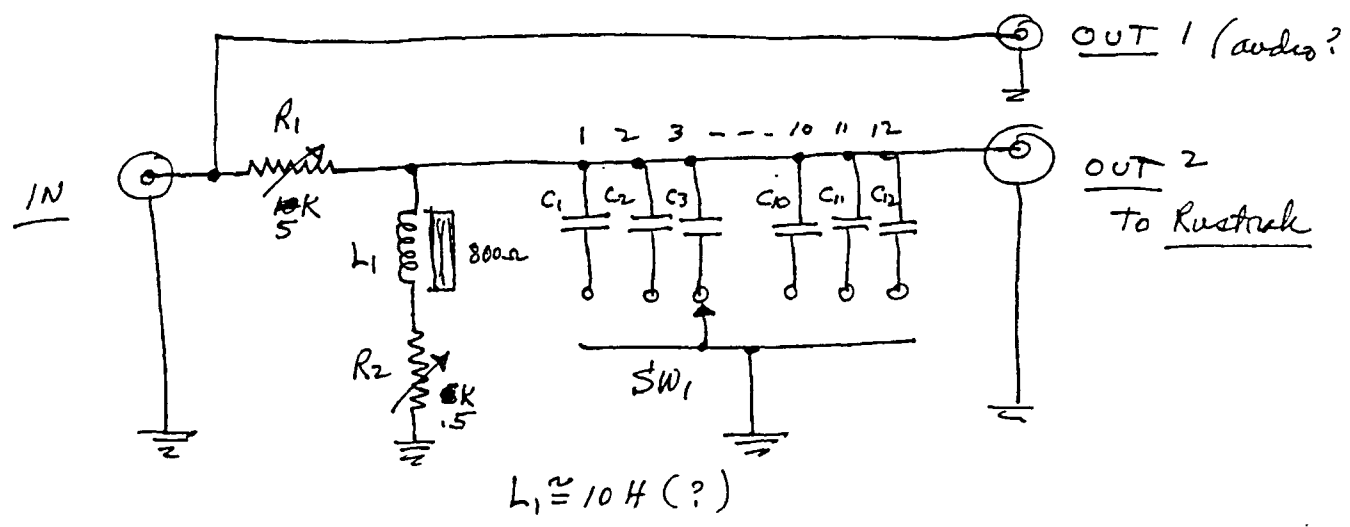 OUT 1 (audio?
R1
1 2 3 --- 10 11 12
IN
5K
C1 C2 C3 C10 C11 C12
OUT 2
To Rustrak
L1
800Ω
R2
.5K
SW1
L1 ≅ 10 H (?)